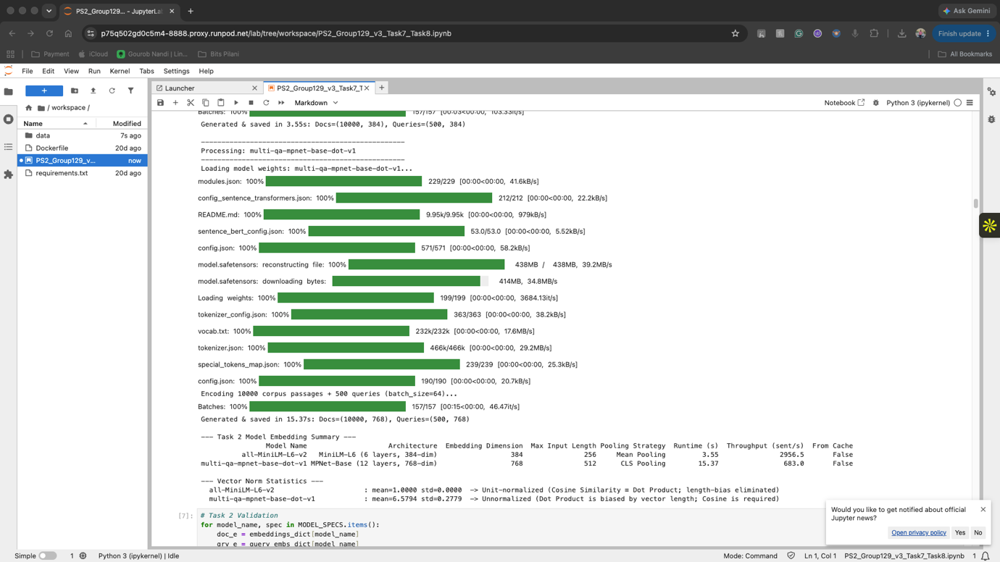 PS2_Group129... - JupyterLa
Ask Gemini
p75q502gd0c5m4-8888.proxy.runpod.net/lab/tree/workspace/PS2_Group129_v3_Task7_Task8.ipynb
Finish update
Payment
iCloud
Gourob Nandi | Lin...
Bits Pilani
All Bookmarks
File Edit View Run Kernel Tabs Settings Help
Launcher
PS2_Group129_v3_Task7_T
/ workspace /
Markdown
Notebook
Python 3 (ipykernel)
Name Modified
data 7s ago
Dockerfile 20d ago
PS2_Group129_v... now
requirements.txt 20d ago
Batches: 100% 157/157 [00:03<00:00, 103.33it/s]
Generated & saved in 3.55s: Docs=(10000, 384), Queries=(500, 384)
--------------------------------------------------
Processing: multi-qa-mpnet-base-dot-v1
--------------------------------------------------
Loading model weights: multi-qa-mpnet-base-dot-v1...
modules.json: 100% 229/229 [00:00<00:00, 41.6kB/s]
config_sentence_transformers.json: 100% 212/212 [00:00<00:00, 22.2kB/s]
README.md: 100% 9.95k/9.95k [00:00<00:00, 979kB/s]
sentence_bert_config.json: 100% 53.0/53.0 [00:00<00:00, 5.52kB/s]
config.json: 100% 571/571 [00:00<00:00, 58.2kB/s]
model.safetensors: reconstructing file: 100% 438MB / 438MB, 39.2MB/s
model.safetensors: downloading bytes: 414MB, 34.8MB/s
Loading weights: 100% 199/199 [00:00<00:00, 3684.13it/s]
tokenizer_config.json: 100% 363/363 [00:00<00:00, 38.2kB/s]
vocab.txt: 100% 232k/232k [00:00<00:00, 17.6MB/s]
tokenizer.json: 100% 466k/466k [00:00<00:00, 29.2MB/s]
special_tokens_map.json: 100% 239/239 [00:00<00:00, 25.3kB/s]
config.json: 100% 190/190 [00:00<00:00, 20.7kB/s]
Encoding 10000 corpus passages + 500 queries (batch_size=64)...
Batches: 100% 157/157 [00:15<00:00, 46.47it/s]
Generated & saved in 15.37s: Docs=(10000, 768), Queries=(500, 768)
--- Task 2 Model Embedding Summary ---
Model Name Architecture Embedding Dimension Max Input Length Pooling Strategy Runtime (s) Throughput (sent/s) From Cache
all-MiniLM-L6-v2 MiniLM-L6 (6 layers, 384-dim) 384 256 Mean Pooling 3.55 2956.5 False
multi-qa-mpnet-base-dot-v1 MPNet-Base (12 layers, 768-dim) 768 512 CLS Pooling 15.37 683.0 False
--- Vector Norm Statistics ---
all-MiniLM-L6-v2 : mean=1.0000 std=0.0000 -> Unit-normalized (Cosine Similarity ≡ Dot Product; length-bias eliminated)
multi-qa-mpnet-base-dot-v1 : mean=6.5794 std=0.2779 -> Unnormalized (Dot Product is biased by vector length; Cosine is required)
[7]: # Task 2 Validation
for model_name, spec in MODEL_SPECS.items():
doc_e = embeddings_dict[model_name]
qry_e = query_embs_dict[model_name]
Would you like to get notified about official
Jupyter news?
Open privacy policy Yes No
Simple 1 Python 3 (ipykernel) | Idle Mode: Command Ln 1, Col 1 PS2_Group129_v3_Task7_Task8.ipynb 1